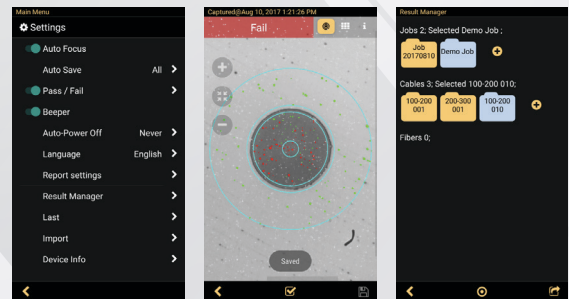 Main Menu
Settings
Auto Focus
Auto Save All
Pass / Fail
Beeper
Auto-Power Off Never
Language English
Report settings
Result Manager
Last
Import
Device Info
Captured@Aug 10, 2017 1:21:26 PM
Fail
Saved
Result Manager
Jobs 2; Selected Demo Job ;
Job
20170810
Demo Job
Cables 3; Selected 100-200 010;
100-200
001
200-300
001
100-200
010
Fibers 0;